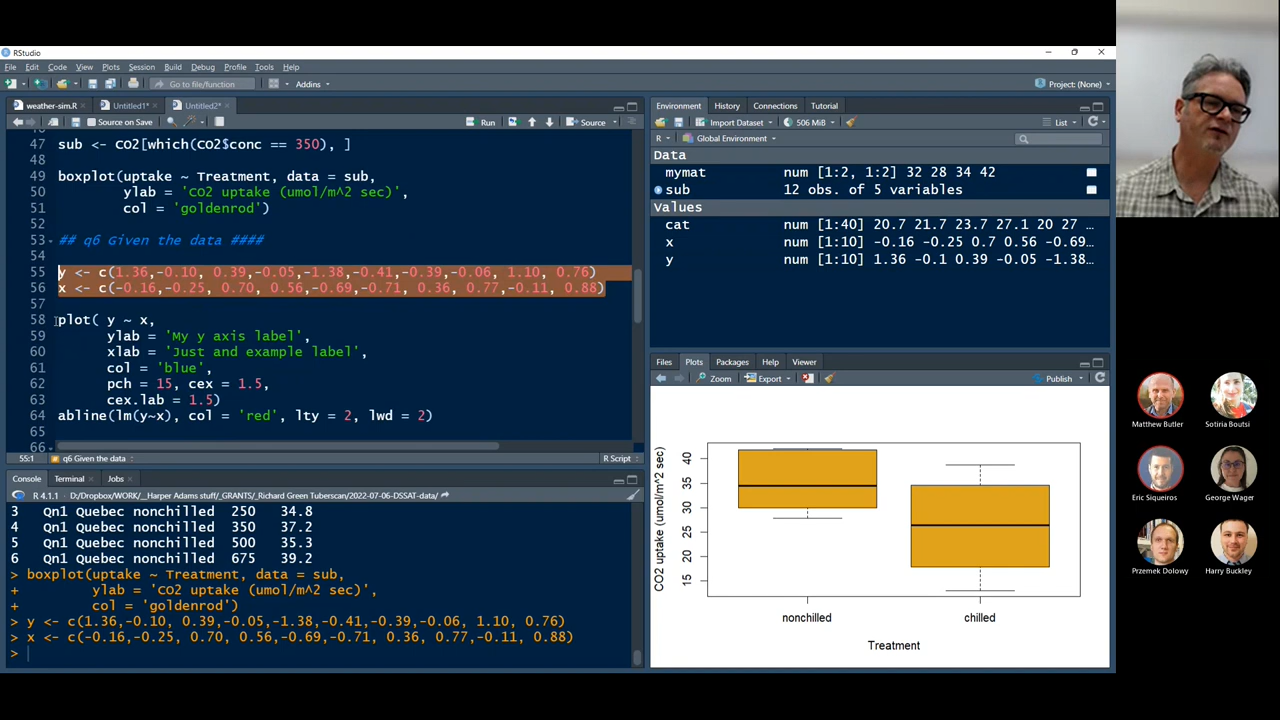 RStudio
File Edit Code View Plots Session Build Debug Profile Tools Help
Go to file/function Addins Project: (None)
weather-sim.R Untitled1* Untitled2*
Source on Save Run Source
47 sub <- CO2[which(CO2$conc == 350), ]
48
49 boxplot(uptake ~ Treatment, data = sub,
50 ylab = 'CO2 uptake (umol/m^2 sec)',
51 col = 'goldenrod')
52
53 ## q6 Given the data ####
54
55 y <- c(1.36,-0.10, 0.39,-0.05,-1.38,-0.41,-0.39,-0.06, 1.10, 0.76)
56 x <- c(-0.16,-0.25, 0.70, 0.56,-0.69,-0.71, 0.36, 0.77,-0.11, 0.88)
57
58 plot( y ~ x,
59 ylab = 'My y axis label',
60 xlab = 'Just and example label',
61 col = 'blue',
62 pch = 15, cex = 1.5,
63 cex.lab = 1.5)
64 abline(lm(y~x), col = 'red', lty = 2, lwd = 2)
65
66
55:1 q6 Given the data R Script
Console Terminal Jobs
R 4.1.1 D:/Dropbox/WORK/__Harper Adams stuff/_GRANTS/_Richard Green Tuberscan/2022-07-06-DSSAT-data/
3 Qn1 Quebec nonchilled 250 34.8
4 Qn1 Quebec nonchilled 350 37.2
5 Qn1 Quebec nonchilled 500 35.3
6 Qn1 Quebec nonchilled 675 39.2
> boxplot(uptake ~ Treatment, data = sub,
+ ylab = 'CO2 uptake (umol/m^2 sec)',
+ col = 'goldenrod')
> y <- c(1.36,-0.10, 0.39,-0.05,-1.38,-0.41,-0.39,-0.06, 1.10, 0.76)
> x <- c(-0.16,-0.25, 0.70, 0.56,-0.69,-0.71, 0.36, 0.77,-0.11, 0.88)
>
Environment History Connections Tutorial
Import Dataset 506 MiB List
R Global Environment
Data
mymat num [1:2, 1:2] 32 28 34 42
sub 12 obs. of 5 variables
Values
cat num [1:40] 20.7 21.7 23.7 27.1 20 27 ...
x num [1:10] -0.16 -0.25 0.7 0.56 -0.69...
y num [1:10] 1.36 -0.1 0.39 -0.05 -1.38...
Files Plots Packages Help Viewer
Zoom Export Publish
CO2 uptake (umol/m^2 sec)
40
35
30
25
20
15
nonchilled chilled
Treatment
Matthew Butler Sotiria Boutsi
Eric Siqueiros George Wager
Przemek Dolowy Harry Buckley